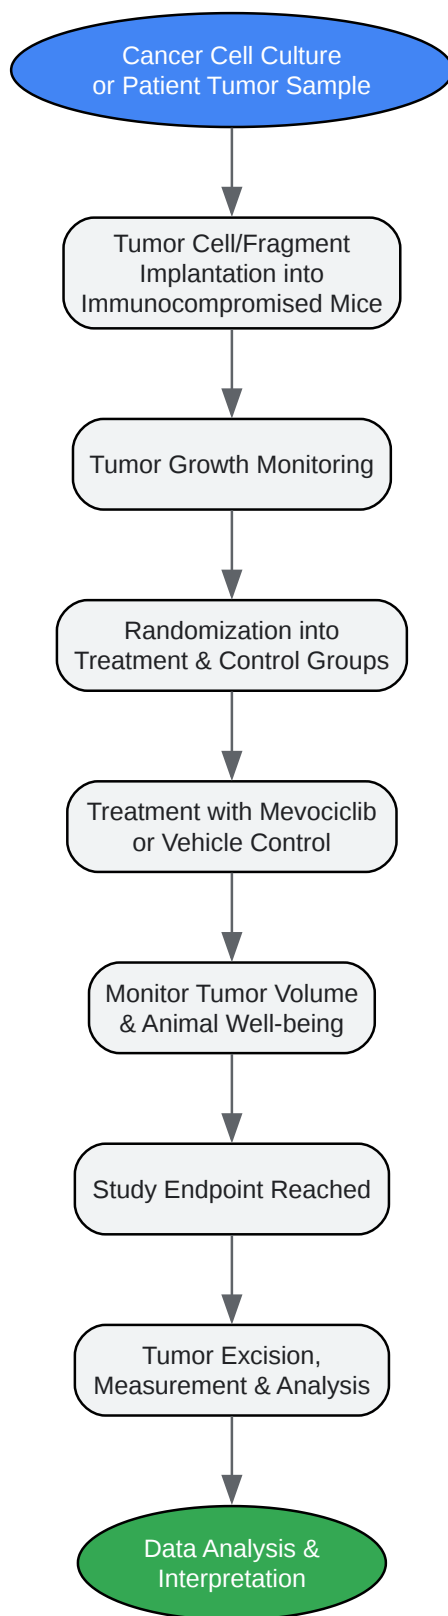 Cancer Cell Culture
or Patient Tumor Sample
Tumor Cell/Fragment
Implantation into
Immunocompromised Mice
Tumor Growth Monitoring
Randomization into
Treatment & Control Groups
Treatment with Mevociclib
or Vehicle Control
Monitor Tumor Volume
& Animal Well-being
Study Endpoint Reached
Tumor Excision,
Measurement & Analysis
Data Analysis &
Interpretation